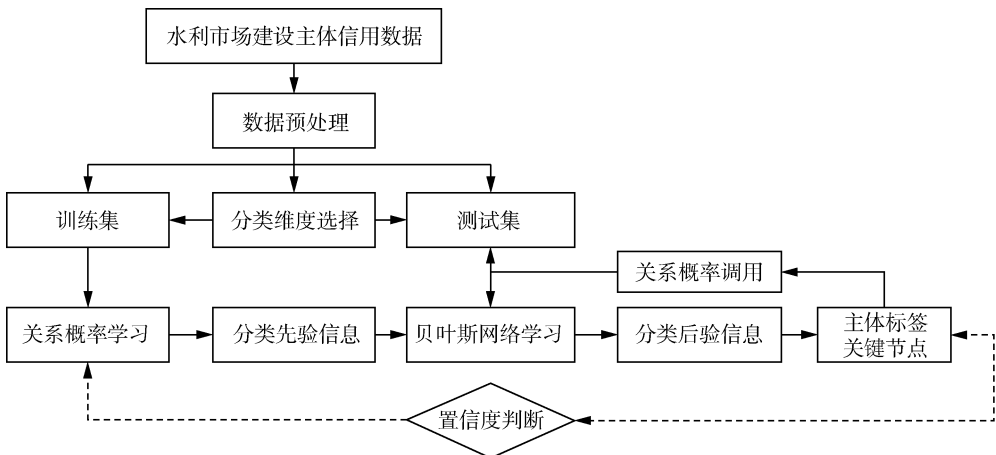 水利市场建设主体信用数据
数据预处理
训练集
分类维度选择
测试集
关系概率调用
关系概率学习
分类先验信息
贝叶斯网络学习
分类后验信息
主体标签
关键节点
置信度判断